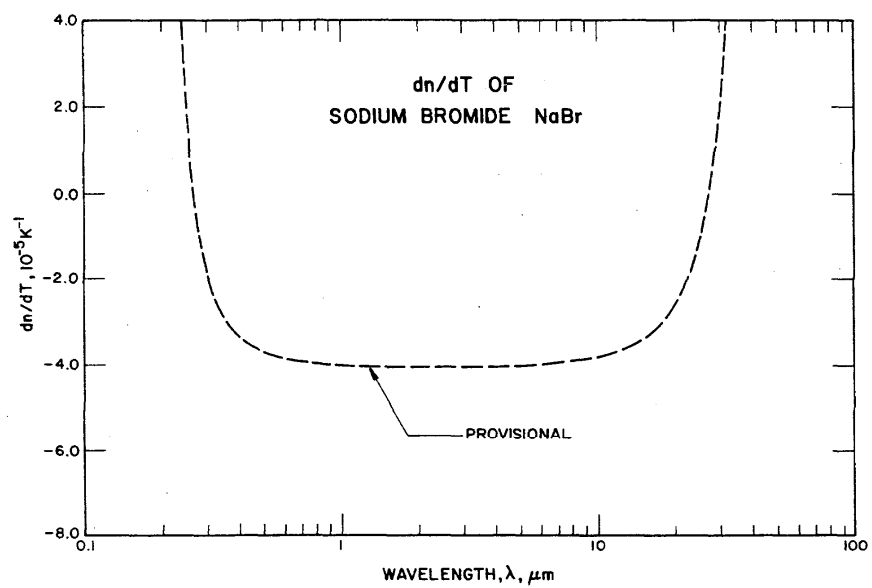 4.0
2.0
0.0
-2.0
-4.0
-6.0
-8.0
dn/dT, 10⁻⁵K⁻¹
dn/dT OF
SODIUM BROMIDE NaBr
PROVISIONAL
0.1 1 10 100
WAVELENGTH, λ, μm